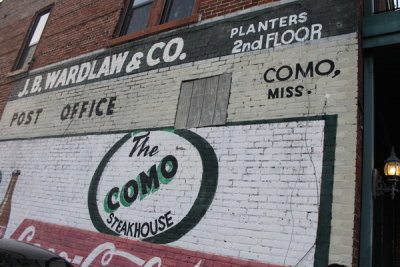 J.B. WARDLAW & CO.
PLANTERS
2nd FLOOR
POST OFFICE
COMO,
MISS.
The
COMO
STEAKHOUSE